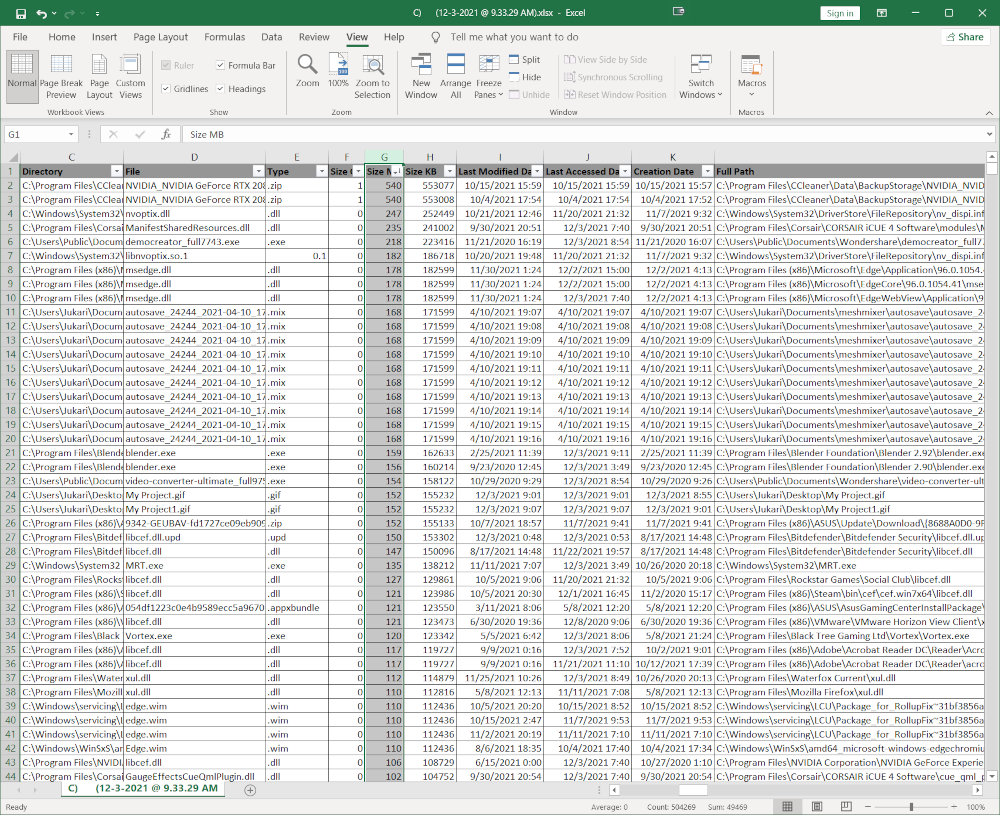 C) (12-3-2021 @ 9.33.29 AM).xlsx - Excel Sign in
File Home Insert Page Layout Formulas Data Review View Help Tell me what you want to do Share
Normal Page Break Preview Page Layout Custom Views
Workbook Views
Ruler Formula Bar
Gridlines Headings
Show
Zoom 100% Zoom to Selection
Zoom
New Window Arrange All Freeze Panes
Split
Hide
Unhide
View Side by Side
Synchronous Scrolling
Reset Window Position
Switch Windows
Window
Macros
Macros
G1 fx Size MB
C D E F G H I J K
1 Directory File Type Size Size M Size KB Last Modified Da Last Accessed Da Creation Date Full Path
2 C:\Program Files\CCleai NVIDIA_NVIDIA GeForce RTX 208 .zip 1 540 553077 10/15/2021 15:59 10/15/2021 15:59 10/15/2021 15:57 C:\Program Files\CCleaner\Data\BackupStorage\NVIDIA_NVID
3 C:\Program Files\CCleai NVIDIA_NVIDIA GeForce RTX 208 .zip 1 540 553008 10/4/2021 17:54 10/4/2021 17:54 10/4/2021 17:52 C:\Program Files\CCleaner\Data\BackupStorage\NVIDIA_NVID
4 C:\Windows\System32\ nvoptix.dll .dll 0 247 252449 10/21/2021 12:46 11/20/2021 21:32 11/7/2021 9:32 C:\Windows\System32\DriverStore\FileRepository\nv_dispi.inf
5 C:\Program Files\Corsai ManifestSharedResources.dll .dll 0 235 241002 9/30/2021 20:51 12/3/2021 7:40 9/30/2021 20:51 C:\Program Files\Corsair\CORSAIR iCUE 4 Software\modules\M
6 C:\Users\Public\Docum democreator_full7743.exe .exe 0 218 223416 11/21/2020 16:19 12/3/2021 8:54 11/21/2020 16:07 C:\Users\Public\Documents\Wondershare\democreator_full7
7 C:\Windows\System32\ libnvoptix.so.1 0.1 0 182 186718 10/20/2021 19:48 11/20/2021 21:32 11/7/2021 9:32 C:\Windows\System32\DriverStore\FileRepository\nv_dispi.inf
8 C:\Program Files (x86)\M msedge.dll .dll 0 178 182599 11/30/2021 1:24 12/2/2021 15:00 12/2/2021 4:13 C:\Program Files (x86)\Microsoft\Edge\Application\96.0.1054.
9 C:\Program Files (x86)\M msedge.dll .dll 0 178 182599 11/30/2021 1:24 12/2/2021 15:00 12/2/2021 4:13 C:\Program Files (x86)\Microsoft\EdgeCore\96.0.1054.41\mse
10 C:\Program Files (x86)\M msedge.dll .dll 0 178 182599 11/30/2021 1:24 12/3/2021 7:40 12/2/2021 4:13 C:\Program Files (x86)\Microsoft\EdgeWebView\Application\9
11 C:\Users\Jukari\Docum autosave_24244_2021-04-10_17 .mix 0 168 171599 4/10/2021 19:07 4/10/2021 19:07 4/10/2021 19:07 C:\Users\Jukari\Documents\meshmixer\autosave\autosave_2
12 C:\Users\Jukari\Docum autosave_24244_2021-04-10_17 .mix 0 168 171599 4/10/2021 19:08 4/10/2021 19:08 4/10/2021 19:08 C:\Users\Jukari\Documents\meshmixer\autosave\autosave_2
13 C:\Users\Jukari\Docum autosave_24244_2021-04-10_17 .mix 0 168 171599 4/10/2021 19:09 4/10/2021 19:09 4/10/2021 19:09 C:\Users\Jukari\Documents\meshmixer\autosave\autosave_2
14 C:\Users\Jukari\Docum autosave_24244_2021-04-10_17 .mix 0 168 171599 4/10/2021 19:10 4/10/2021 19:10 4/10/2021 19:10 C:\Users\Jukari\Documents\meshmixer\autosave\autosave_2
15 C:\Users\Jukari\Docum autosave_24244_2021-04-10_17 .mix 0 168 171599 4/10/2021 19:11 4/10/2021 19:11 4/10/2021 19:11 C:\Users\Jukari\Documents\meshmixer\autosave\autosave_2
16 C:\Users\Jukari\Docum autosave_24244_2021-04-10_17 .mix 0 168 171599 4/10/2021 19:12 4/10/2021 19:12 4/10/2021 19:12 C:\Users\Jukari\Documents\meshmixer\autosave\autosave_2
17 C:\Users\Jukari\Docum autosave_24244_2021-04-10_17 .mix 0 168 171599 4/10/2021 19:13 4/10/2021 19:13 4/10/2021 19:13 C:\Users\Jukari\Documents\meshmixer\autosave\autosave_2
18 C:\Users\Jukari\Docum autosave_24244_2021-04-10_17 .mix 0 168 171599 4/10/2021 19:14 4/10/2021 19:14 4/10/2021 19:14 C:\Users\Jukari\Documents\meshmixer\autosave\autosave_2
19 C:\Users\Jukari\Docum autosave_24244_2021-04-10_17 .mix 0 168 171599 4/10/2021 19:15 4/10/2021 19:15 4/10/2021 19:15 C:\Users\Jukari\Documents\meshmixer\autosave\autosave_2
20 C:\Users\Jukari\Docum autosave_24244_2021-04-10_17 .mix 0 168 171599 4/10/2021 19:16 4/10/2021 19:16 4/10/2021 19:16 C:\Users\Jukari\Documents\meshmixer\autosave\autosave_2
21 C:\Program Files\Blende blender.exe .exe 0 159 162633 2/25/2021 11:39 12/3/2021 9:11 2/25/2021 11:39 C:\Program Files\Blender Foundation\Blender 2.92\blender.exe
22 C:\Program Files\Blende blender.exe .exe 0 156 160214 9/23/2020 12:45 12/3/2021 3:49 9/23/2020 12:45 C:\Program Files\Blender Foundation\Blender 2.90\blender.exe
23 C:\Users\Public\Docum video-converter-ultimate_full975 .exe 0 154 158122 10/29/2020 9:29 12/3/2021 8:54 10/29/2020 9:26 C:\Users\Public\Documents\Wondershare\video-converter-ult
24 C:\Users\Jukari\Deskto My Project.gif .gif 0 152 155232 12/3/2021 9:01 12/3/2021 9:01 12/3/2021 8:55 C:\Users\Jukari\Desktop\My Project.gif
25 C:\Users\Jukari\Deskto My Project1.gif .gif 0 152 155232 12/3/2021 9:07 12/3/2021 9:07 12/3/2021 9:01 C:\Users\Jukari\Desktop\My Project1.gif
26 C:\Program Files (x86)\A 9342-GEUBAV-fd1727ce09eb909 .zip 0 152 155133 10/7/2021 18:57 11/7/2021 9:41 11/7/2021 9:41 C:\Program Files (x86)\ASUS\Update\Download\{8688A0D0-9F
27 C:\Program Files\Bitdef libcef.dll.upd .upd 0 150 153302 12/3/2021 0:48 12/3/2021 0:53 8/17/2021 14:48 C:\Program Files\Bitdefender\Bitdefender Security\libcef.dll.up
28 C:\Program Files\Bitdef libcef.dll .dll 0 147 150096 8/17/2021 14:48 11/22/2021 19:57 8/17/2021 14:48 C:\Program Files\Bitdefender\Bitdefender Security\libcef.dll
29 C:\Windows\System32 MRT.exe .exe 0 135 138212 11/11/2021 7:07 12/3/2021 3:49 10/26/2020 20:18 C:\Windows\System32\MRT.exe
30 C:\Program Files\Rockst libcef.dll .dll 0 127 129861 10/5/2021 9:06 11/20/2021 21:32 10/5/2021 9:06 C:\Program Files\Rockstar Games\Social Club\libcef.dll
31 C:\Program Files (x86)\S libcef.dll .dll 0 121 123986 10/5/2021 20:30 12/1/2021 16:45 11/2/2020 15:17 C:\Program Files (x86)\Steam\bin\cef\cef.win7x64\libcef.dll
32 C:\Program Files (x86)\A 054df1223c0e4b9589ecc5a9670 .appxbundle 0 121 123550 3/11/2021 8:06 5/8/2021 12:20 5/8/2021 12:20 C:\Program Files (x86)\ASUS\AsusGamingCenterInstallPackage\
33 C:\Program Files (x86)\V libcef.dll .dll 0 121 123473 6/30/2020 19:36 12/8/2020 9:06 6/30/2020 19:36 C:\Program Files (x86)\VMware\VMware Horizon View Client\x
34 C:\Program Files\Black Vortex.exe .exe 0 120 123342 5/5/2021 6:42 12/3/2021 8:06 5/8/2021 21:24 C:\Program Files\Black Tree Gaming Ltd\Vortex\Vortex.exe
35 C:\Program Files (x86)\A libcef.dll .dll 0 117 119727 9/9/2021 0:16 12/3/2021 7:52 10/2/2021 9:01 C:\Program Files (x86)\Adobe\Acrobat Reader DC\Reader\Acro
36 C:\Program Files (x86)\A libcef.dll .dll 0 117 119727 9/9/2021 0:16 11/21/2021 11:10 10/12/2021 17:39 C:\Program Files (x86)\Adobe\Acrobat Reader DC\Reader\acro
37 C:\Program Files\Water xul.dll .dll 0 112 114879 11/25/2021 10:26 12/3/2021 8:49 10/26/2020 20:13 C:\Program Files\Waterfox Current\xul.dll
38 C:\Program Files\Mozill xul.dll .dll 0 110 112816 5/8/2021 12:13 11/11/2021 7:08 5/8/2021 12:13 C:\Program Files\Mozilla Firefox\xul.dll
39 C:\Windows\servicing\L edge.wim .wim 0 110 112436 10/5/2021 20:20 10/15/2021 8:52 10/15/2021 8:52 C:\Windows\servicing\LCU\Package_for_RollupFix~31bf3856a
40 C:\Windows\servicing\L edge.wim .wim 0 110 112436 10/15/2021 2:47 11/7/2021 9:53 11/7/2021 9:53 C:\Windows\servicing\LCU\Package_for_RollupFix~31bf3856a
41 C:\Windows\servicing\L edge.wim .wim 0 110 112436 11/2/2021 20:19 11/11/2021 7:10 11/11/2021 7:10 C:\Windows\servicing\LCU\Package_for_RollupFix~31bf3856a
42 C:\Windows\WinSxS\an Edge.wim .wim 0 110 112436 8/6/2021 18:35 10/4/2021 17:40 10/4/2021 17:34 C:\Windows\WinSxS\amd64_microsoft-windows-edgechromiu
43 C:\Program Files\NVIDI libcef.dll .dll 0 106 108729 6/15/2021 0:00 12/3/2021 7:40 10/27/2020 1:10 C:\Program Files\NVIDIA Corporation\NVIDIA GeForce Experie
44 C:\Program Files\Corsai GaugeEffectsCueQmlPlugin.dll .dll 0 102 104752 9/30/2021 20:54 12/3/2021 7:40 9/30/2021 20:54 C:\Program Files\Corsair\CORSAIR iCUE 4 Software\cue_qml_p
C) (12-3-2021 @ 9.33.29 AM
Ready Average: 0 Count: 504269 Sum: 49469 100%